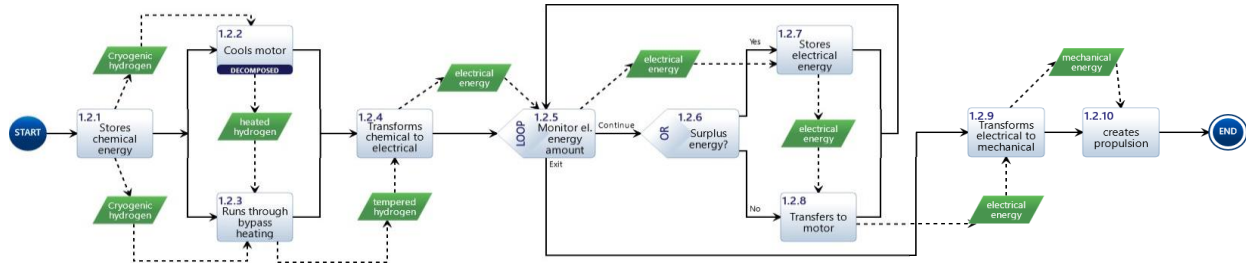 START
1.2.1
Stores
chemical
energy
Cryogenic
hydrogen
Cryogenic
hydrogen
1.2.2
Cools motor
DECOMPOSED
heated
hydrogen
1.2.3
Runs through
bypass
heating
1.2.4
Transforms
chemical to
electrical
electrical
energy
tempered
hydrogen
LOOP
1.2.5
Monitor el.
energy
amount
Continue
Exit
electrical
energy
OR
1.2.6
Surplus
energy?
Yes
No
1.2.7
Stores
electrical
energy
electrical
energy
1.2.8
Transfers to
motor
1.2.9
Transforms
electrical to
mechanical
mechanical
energy
electrical
energy
1.2.10
creates
propulsion
END